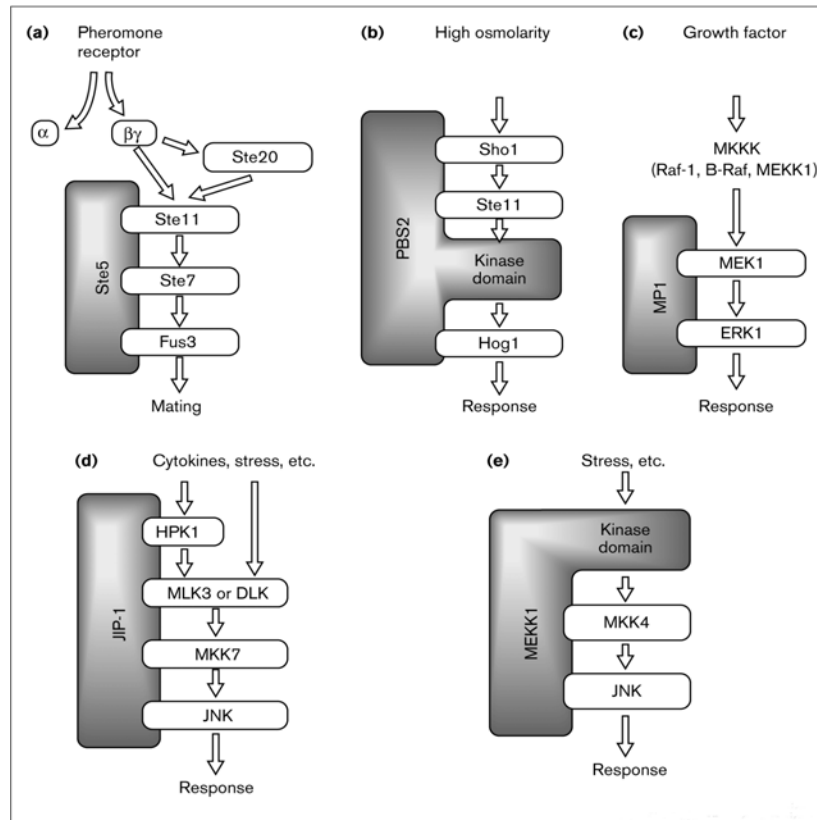 (a) Pheromone
receptor
α
βγ
Ste20
Ste5
Ste11
Ste7
Fus3
Mating
(b) High osmolarity
PBS2
Sho1
Ste11
Kinase
domain
Hog1
Response
(c) Growth factor
MKKK
(Raf-1, B-Raf, MEKK1)
MP1
MEK1
ERK1
Response
(d) Cytokines, stress, etc.
JIP-1
HPK1
MLK3 or DLK
MKK7
JNK
Response
(e) Stress, etc.
Kinase
domain
MEKK1
MKK4
JNK
Response